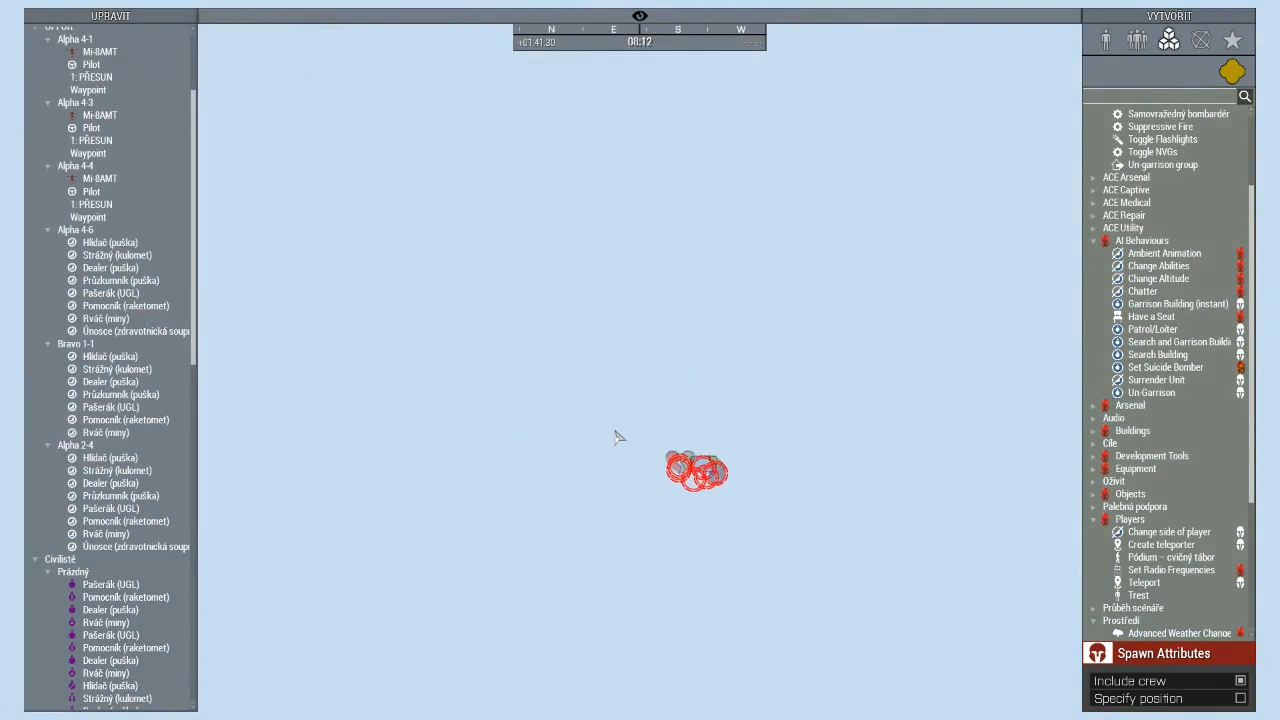 UPRAVIT
Alpha 4-1
Mi-8AMT
Pilot
1: PŘESUN
Waypoint
Alpha 4-3
Mi-8AMT
Pilot
1: PŘESUN
Waypoint
Alpha 4-4
Mi-8AMT
Pilot
1: PŘESUN
Waypoint
Alpha 4-6
Hlídač (puška)
Strážný (kulomet)
Dealer (puška)
Průzkumník (puška)
Pašerák (UGL)
Pomocník (raketomet)
Rváč (miny)
Únosce (zdravotnická soupr
Bravo 1-1
Hlídač (puška)
Strážný (kulomet)
Dealer (puška)
Průzkumník (puška)
Pašerák (UGL)
Pomocník (raketomet)
Rváč (miny)
Alpha 2-4
Hlídač (puška)
Strážný (kulomet)
Dealer (puška)
Průzkumník (puška)
Pašerák (UGL)
Pomocník (raketomet)
Rváč (miny)
Únosce (zdravotnická soupr
Civilisté
Prázdný
Pašerák (UGL)
Pomocník (raketomet)
Dealer (puška)
Rváč (miny)
Pašerák (UGL)
Pomocník (raketomet)
Dealer (puška)
Rváč (miny)
Hlídač (puška)
Strážný (kulomet)
N E S W
+01:41:30 08:12
VYTVOŘIT
Samovražedný bombardér
Suppressive Fire
Toggle Flashlights
Toggle NVGs
Un-garrison group
ACE Arsenal
ACE Captive
ACE Medical
ACE Repair
ACE Utility
AI Behaviours
Ambient Animation
Change Abilities
Change Altitude
Chatter
Garrison Building (instant)
Have a Seat
Patrol/Loiter
Search and Garrison Buildi
Search Building
Set Suicide Bomber
Surrender Unit
Un-Garrison
Arsenal
Audio
Buildings
Cíle
Development Tools
Equipment
Oživit
Objects
Palebná podpora
Players
Change side of player
Create teleporter
Pódium – cvičný tábor
Set Radio Frequencies
Teleport
Trest
Průběh scénáře
Prostředí
Advanced Weather Change
Spawn Attributes
Include crew
Specify position